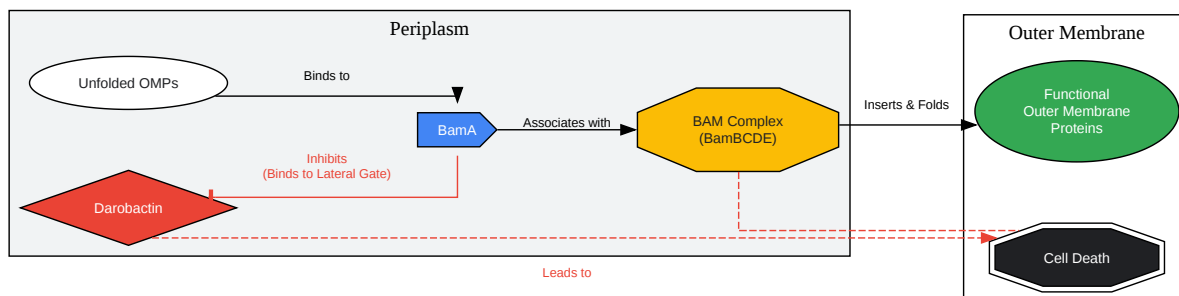 Periplasm
Outer Membrane
Unfolded OMPs
Binds to
BamA
Associates with
BAM Complex
(BamBCDE)
Inserts & Folds
Functional
Outer Membrane
Proteins
Inhibits
(Binds to Lateral Gate)
Darobactin
Cell Death
Leads to